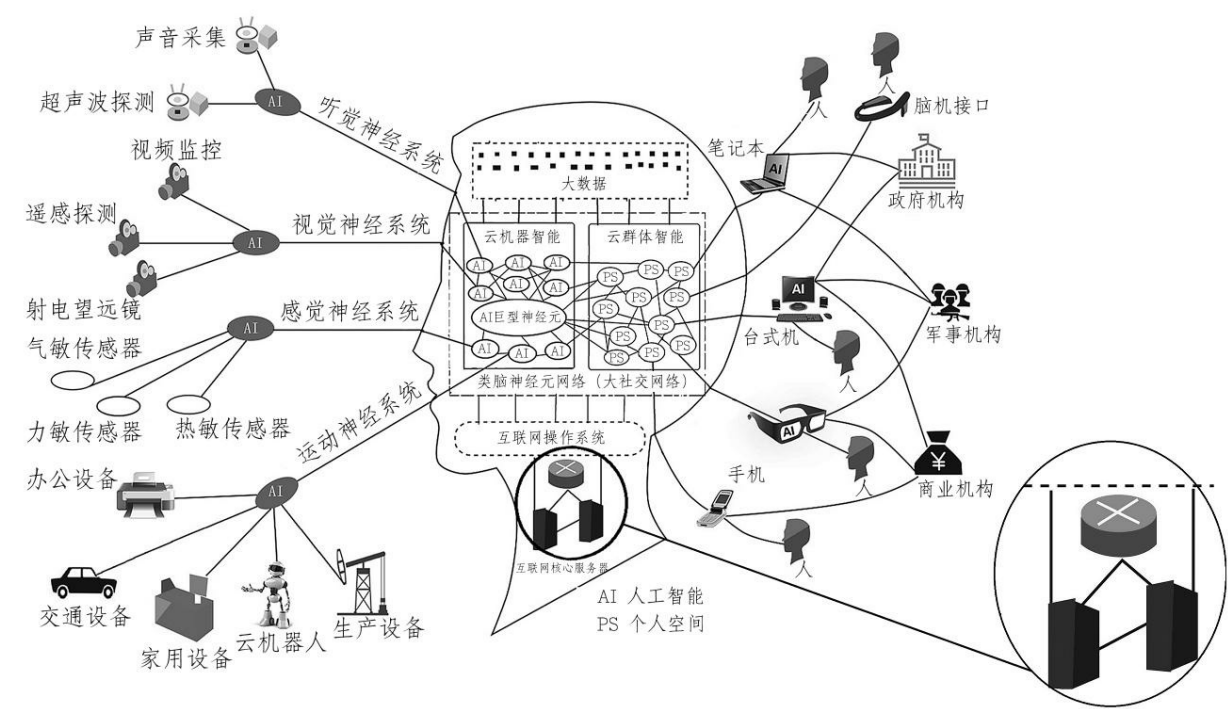 声音采集
AI
超声波探测
听觉神经系统
视频监控
遥感探测
AI
视觉神经系统
射电望远镜
AI
感觉神经系统
气敏传感器
力敏传感器
热敏传感器
运动神经系统
办公设备
AI
交通设备
家用设备
云机器人
生产设备
大数据
云机器智能
云群体智能
AI
AI
AI
AI
AI
AI
AI巨型神经元
AI
AI
AI
PS
PS
PS
PS
PS
PS
PS
PS
PS
PS
PS
类脑神经元网络（大社交网络）
互联网操作系统
互联网核心服务器
AI 人工智能
PS 个人空间
人
人
脑机接口
笔记本
AI
政府机构
AI
台式机
军事机构
人
AI
手机
人
¥
商业机构
人